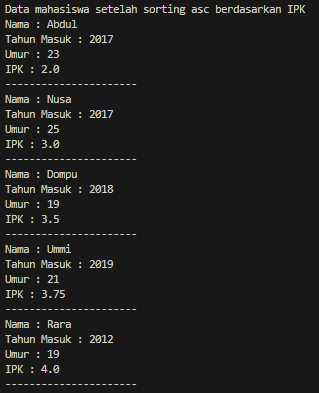 Data mahasiswa setelah sorting asc berdasarkan IPK
Nama : Abdul
Tahun Masuk : 2017
Umur : 23
IPK : 2.0
----------------------
Nama : Nusa
Tahun Masuk : 2017
Umur : 25
IPK : 3.0
----------------------
Nama : Dompu
Tahun Masuk : 2018
Umur : 19
IPK : 3.5
----------------------
Nama : Ummi
Tahun Masuk : 2019
Umur : 21
IPK : 3.75
----------------------
Nama : Rara
Tahun Masuk : 2012
Umur : 19
IPK : 4.0
----------------------